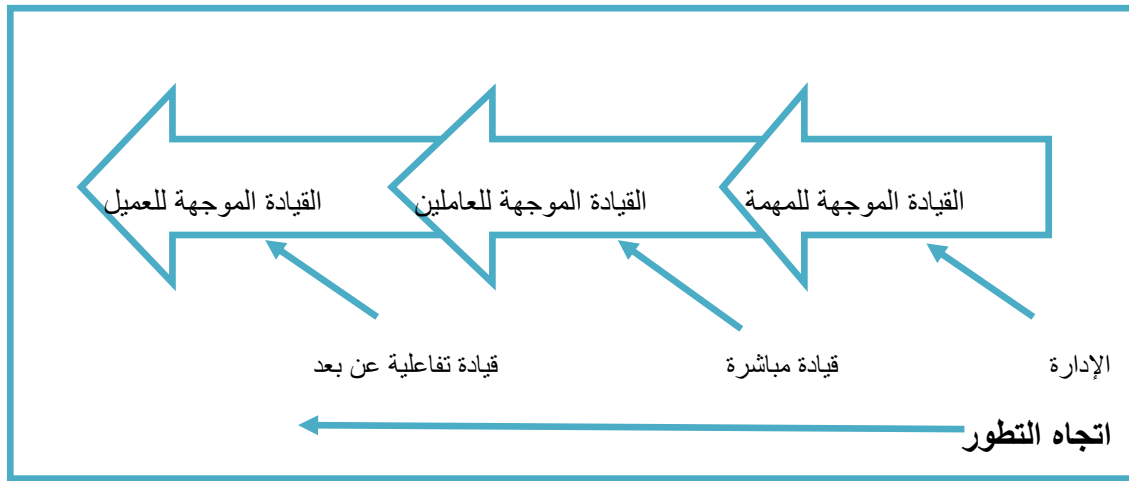 القيادة الموجهة للمهمة
القيادة الموجهة للعاملين
القيادة الموجهة للعميل
الإدارة
قيادة مباشرة
قيادة تفاعلية عن بعد
اتجاه التطور